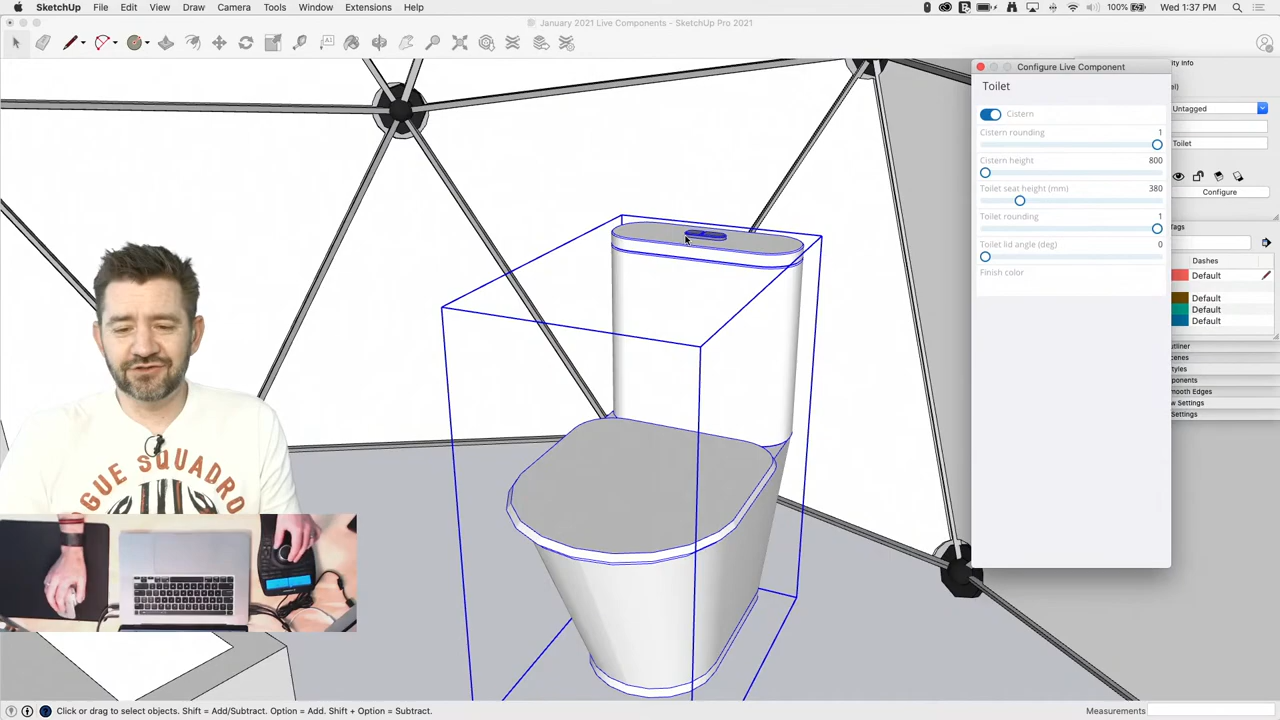 SketchUp File Edit View Draw Camera Tools Window Extensions Help 100% Wed 1:37 PM
January 2021 Live Components - SketchUp Pro 2021
Configure Live Component
Toilet
Cistern
Cistern rounding 1
Cistern height 800
Toilet seat height (mm) 380
Toilet rounding 1
Toilet lid angle (deg) 0
Finish color
Untagged
Toilet
Configure
Dashes
Default
Default
Default
Default
GUE SQUADRO
Click or drag to select objects. Shift = Add/Subtract. Option = Add. Shift + Option = Subtract.
Measurements